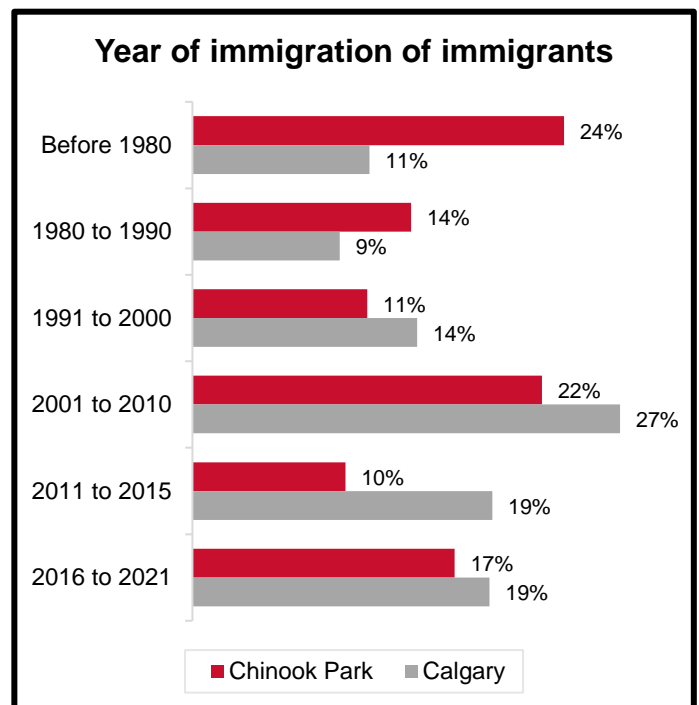 Year of immigration of immigrants
Before 1980
24%
11%
1980 to 1990
14%
9%
1991 to 2000
11%
14%
2001 to 2010
22%
27%
2011 to 2015
10%
19%
2016 to 2021
17%
19%
Chinook Park Calgary